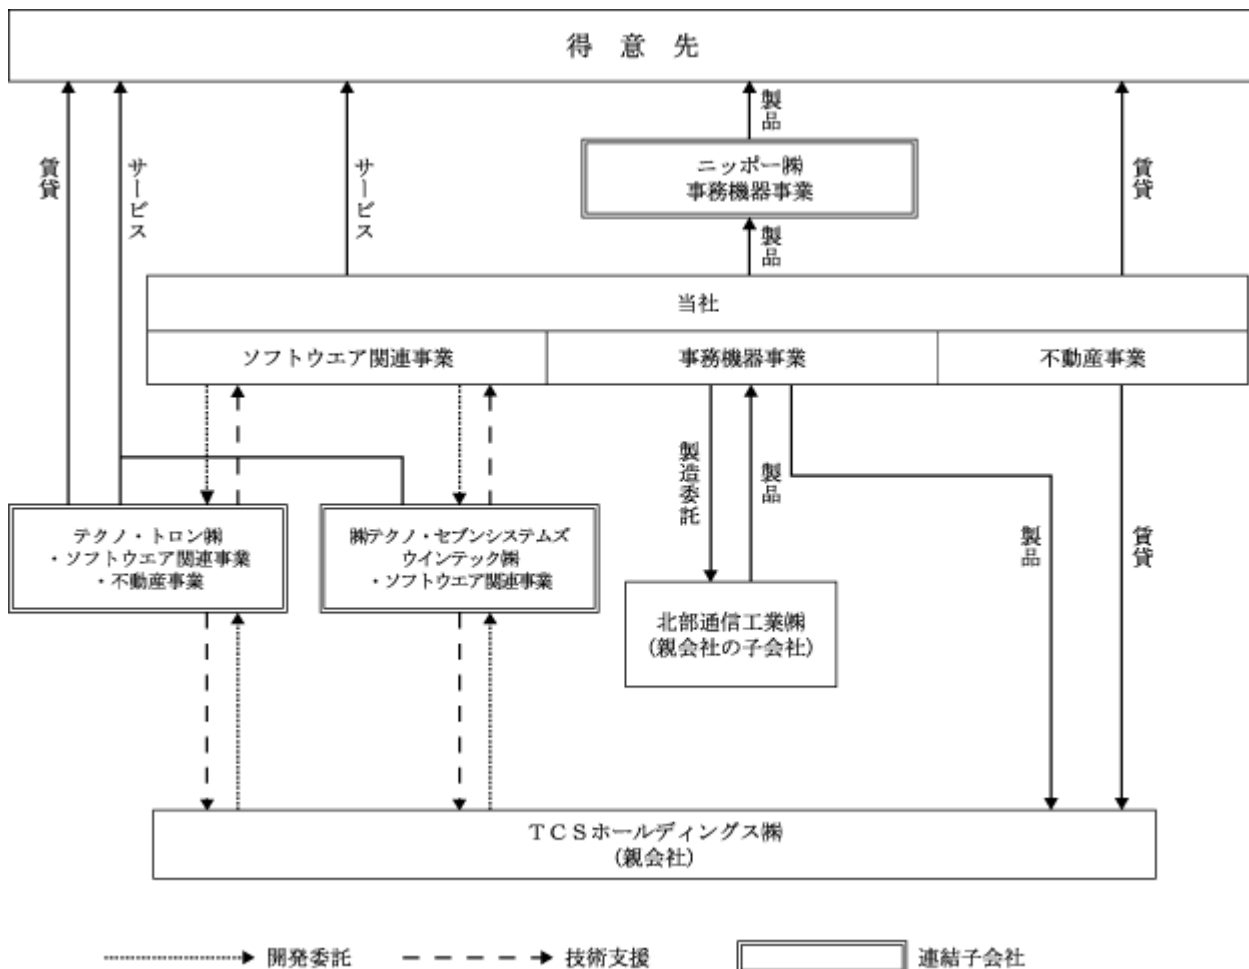 得意先
製品
賃貸
サービス
サービス
ニッポー㈱
事務機器事業
賃貸
製品
当社
ソフトウエア関連事業
事務機器事業
不動産事業
製造委託
製品
製品
賃貸
テクノ・トロン㈱
・ソフトウエア関連事業
・不動産事業
㈱テクノ・セブンシステムズ
ウインテック㈱
・ソフトウエア関連事業
北部通信工業㈱
(親会社の子会社)
ＴＣＳホールディングス㈱
(親会社)
開発委託
技術支援
連結子会社